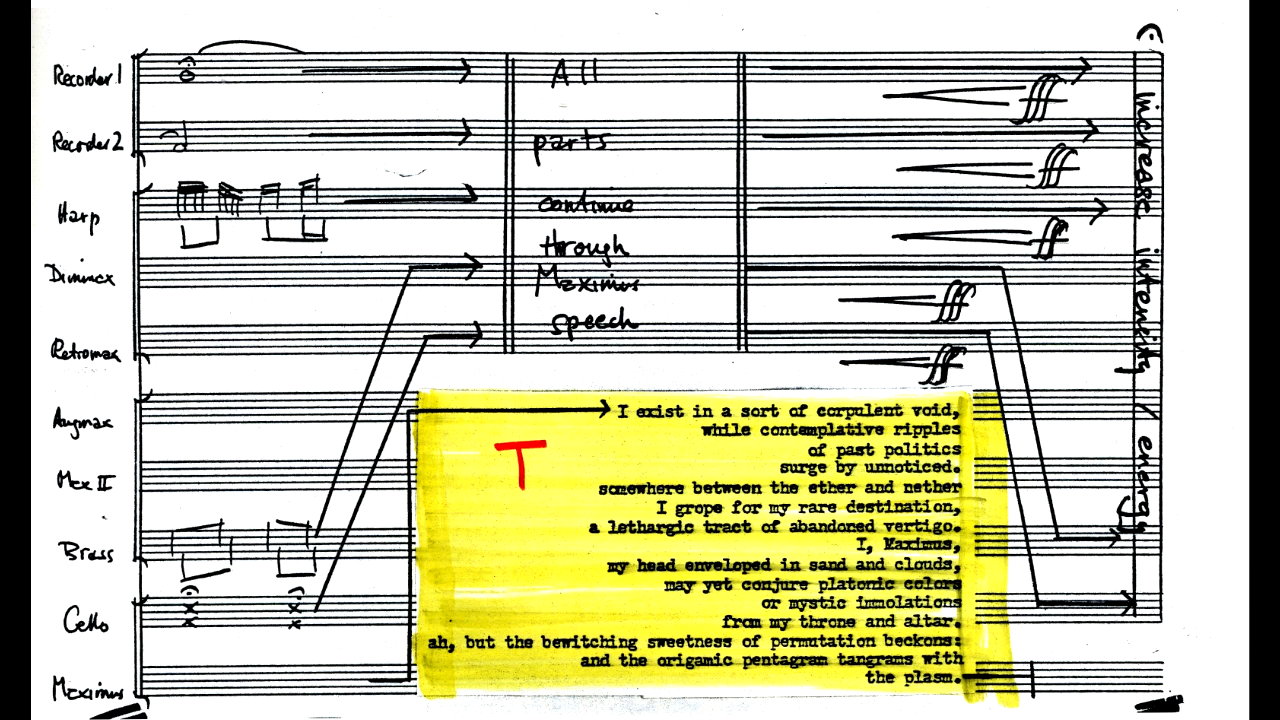 Recorder 1
Recorder 2
Harp
Diminex
Retromax
Augmax
Max II
Brass
Cello
Maximus
All
parts
continue
through
Maximus
speech
fff
fff
fff
fff
fff
increase intensity / energy
T
I exist in a sort of corpulent void,
while contemplative ripples
of past politics
surge by unnoticed.
somewhere between the ether and nether
I grope for my rare destination,
a lethargic tract of abandoned vertigo.
I, Maximus,
my head enveloped in sand and clouds,
may yet conjure platonic colors
or mystic immolations
from my throne and altar.
ah, but the bewitching sweetness of permutation beckons:
and the origamic pentagram tangrams with
the plasm.